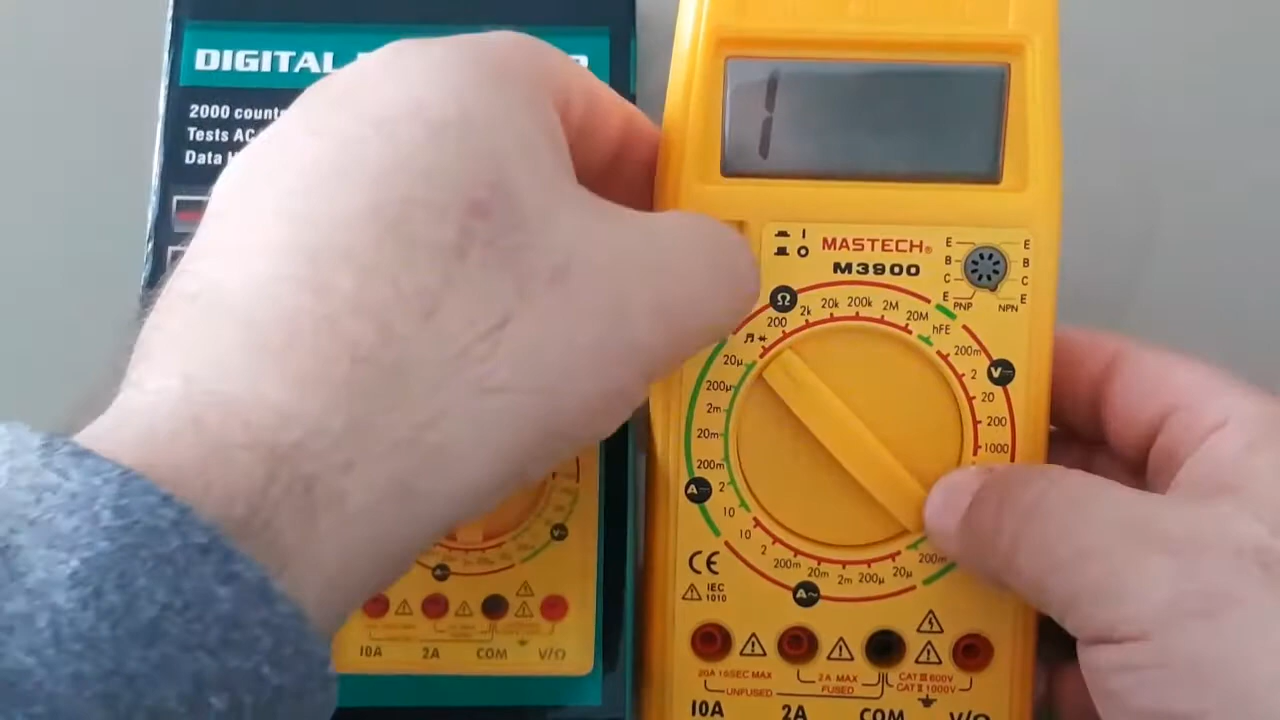 DIGITAL
2000 counts
Tests AC
Data
10A 2A COM V/Ω
1
MASTECH®
M3900
I
O
E E
B B
C C
E E
PNP NPN
Ω
200 2k 20k 200k 2M 20M
hFE
V
200m
2
20
200
1000
200m
A~
20µ
200µ
2m
20m
200m
2
10
A
20µ
200µ
2m
20m
200m
2
10
CE
IEC
1010
20A 15SEC MAX
UNFUSED
2A MAX
FUSED
CAT III 600V
CAT II 1000V
10A 2A COM V/Ω